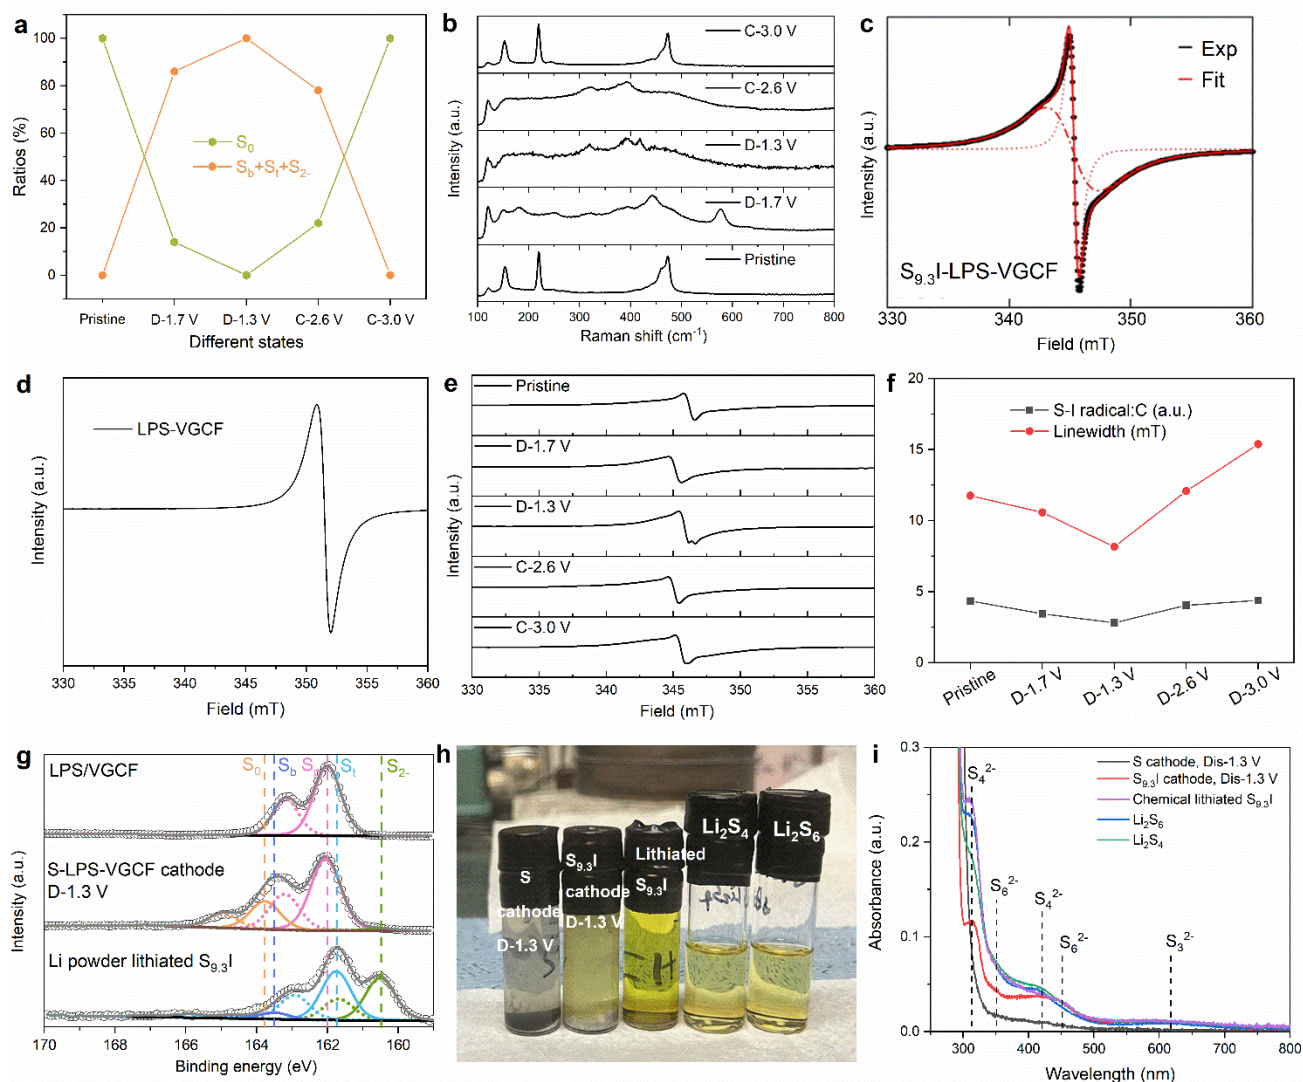 a
100
80
60
40
20
0
Ratios (%)
S0
Sb+St+S2-
Pristine D-1.7 V D-1.3 V C-2.6 V C-3.0 V
Different states
b
C-3.0 V
C-2.6 V
D-1.3 V
D-1.7 V
Pristine
Intensity (a.u.)
100 200 300 400 500 600 700 800
Raman shift (cm-1)
c
Exp
Fit
Intensity (a.u.)
S9.3I-LPS-VGCF
330 340 350 360
Field (mT)
d
LPS-VGCF
Intensity (a.u.)
330 335 340 345 350 355 360
Field (mT)
e
Pristine
D-1.7 V
D-1.3 V
C-2.6 V
C-3.0 V
Intensity (a.u.)
330 335 340 345 350 355 360
Field (mT)
f
20
15
10
5
0
S-I radical:C (a.u.)
Linewidth (mT)
Pristine D-1.7 V D-1.3 V D-2.6 V D-3.0 V
g
LPS/VGCF
S0 Sb Sp St S2-
S-LPS-VGCF cathode
D-1.3 V
Li powder lithiated S9.3I
Intensity (a.u.)
170 168 166 164 162 160
Binding energy (eV)
h
S
cathode
D-1.3 V
S9.3I
cathode
D-1.3 V
Lithiated
S9.3I
Li2S4
Li2S6
i
0.3
0.2
0.1
0.0
Absorbance (a.u.)
S cathode, Dis-1.3 V
S9.3I cathode, Dis-1.3 V
Chemical lithiated S9.3I
Li2S6
Li2S4
S4 2-
S6 2-
S4 2-
S6 2-
S3 2-
300 400 500 600 700 800
Wavelength (nm)